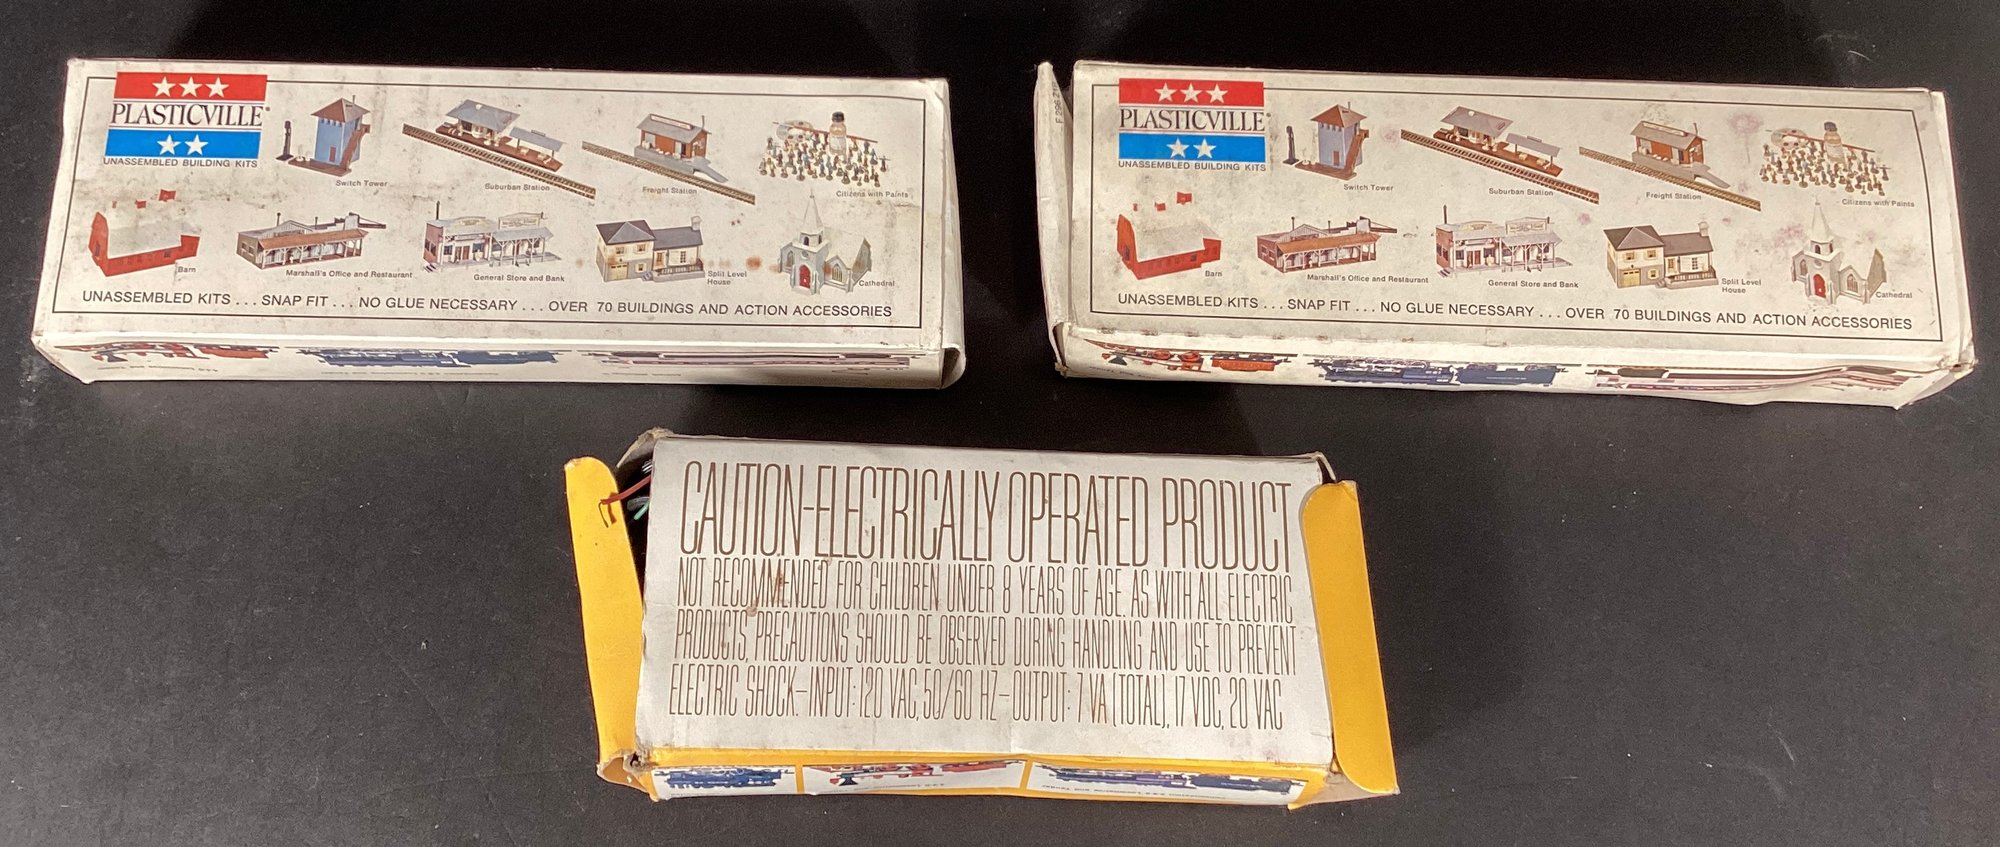 PLASTICVILLE®
UNASSEMBLED BUILDING KITS
Switch Tower
Suburban Station
Freight Station
Citizens with Paints
Barn
Marshall's Office and Restaurant
General Store and Bank
Split Level
House
Cathedral
UNASSEMBLED KITS . . . SNAP FIT . . . NO GLUE NECESSARY . . . OVER 70 BUILDINGS AND ACTION ACCESSORIES
PLASTICVILLE®
UNASSEMBLED BUILDING KITS
Switch Tower
Suburban Station
Freight Station
Citizens with Paints
Barn
Marshall's Office and Restaurant
General Store and Bank
Split Level
House
Cathedral
UNASSEMBLED KITS . . . SNAP FIT . . . NO GLUE NECESSARY . . . OVER 70 BUILDINGS AND ACTION ACCESSORIES
CAUTION-ELECTRICALLY OPERATED PRODUCT
NOT RECOMMENDED FOR CHILDREN UNDER 8 YEARS OF AGE. AS WITH ALL ELECTRIC
PRODUCTS, PRECAUTIONS SHOULD BE OBSERVED DURING HANDLING AND USE TO PREVENT
ELECTRIC SHOCK.-INPUT: 120 VAC, 50/60 HZ-OUTPUT: 7 VA (TOTAL), 17 VDC, 20 VAC